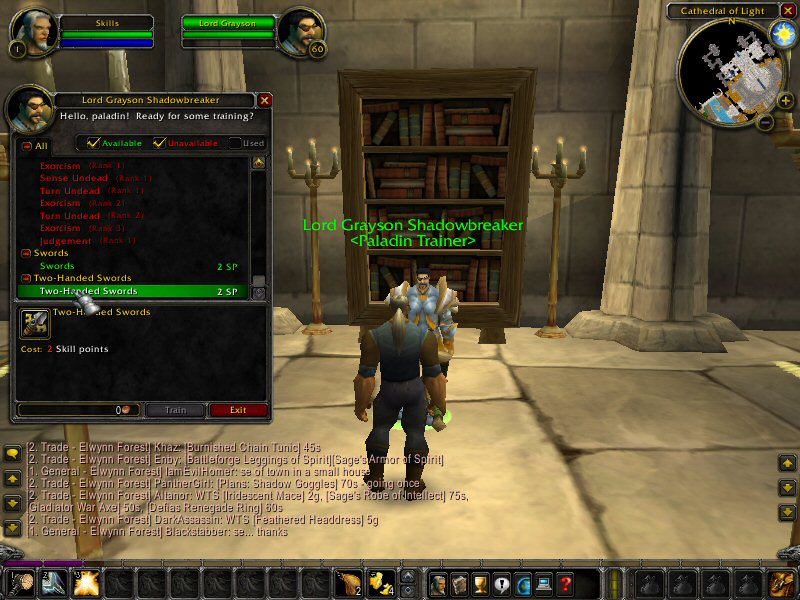 Skills
1
Lord Grayson
60
Cathedral of Light
N
Lord Grayson Shadowbreaker
Hello, paladin! Ready for some training?
All
Available
Unavailable
Used
Exorcism (Rank 1)
Sense Undead (Rank 1)
Turn Undead (Rank 1)
Exorcism (Rank 2)
Turn Undead (Rank 2)
Exorcism (Rank 3)
Judgement (Rank 1)
Swords
Swords 2 SP
Two-Handed Swords
Two-Handed Swords 2 SP
Two-Handed Swords
Cost: 2 Skill points
0
Train
Exit
Lord Grayson Shadowbreaker
<Paladin Trainer>
[2. Trade - Elwynn Forest] Khaz: [Burnished Chain Tunic] 45s
[2. Trade - Elwynn Forest] Enby: [Battleforge Leggings of Spirit][Sage's Armor of Spirit]
[1. General - Elwynn Forest] IamEvilHomer: se of town in a small house
[2. Trade - Elwynn Forest] PantherGirl: [Plans: Shadow Goggles] 70s - going once
[2. Trade - Elwynn Forest] Altanor: WTS [Iridescent Mace] 2g, [Sage's Robe of Intellect] 75s,
[Gladiator War Axe] 50s, [Defias Renegade Ring] 60s
[2. Trade - Elwynn Forest] DarkAssassin: WTS [Feathered Headdress] 5g
[1. General - Elwynn Forest] Blackstabber: se... thanks
1 2 3 2 4